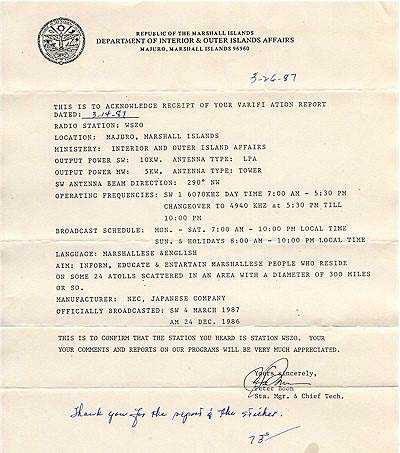 REPUBLIC OF THE MARSHALL ISLANDS
DEPARTMENT OF INTERIOR & OUTER ISLANDS AFFAIRS
MAJURO, MARSHALL ISLANDS 96960
3-26-87
THIS IS TO ACKNOWLEDGE RECEIPT OF YOUR VARIFI ATION REPORT
DATED: 3-14-87
RADIO STATION: WSZO
LOCATION: MAJURO, MARSHALL ISLANDS
MINISTERY: INTERIOR AND OUTER ISLAND AFFAIRS
OUTPUT POWER SW: 10KW. ANTENNA TYPE: LPA
OUTPUT POWER MW: 5KW, ANTENNA TYPE: TOWER
SW ANTENNA BEAM DIRECTION: 290° NW
OPERATING FREQUENCIES: SW 1 6070KHZ DAY TIME 7:00 AM - 5:30 PM
CHANGEOVER TO 4940 KHZ at 5:30 PM TILL
10:00 PM
BROADCAST SCHEDULE: MON. - SAT. 7:00 AM - 10:00 PM LOCAL TIME
SUN. & HOLIDAYS 8:00 AM - 10:00 PM LOCAL TIME
LANGUAGE: MARSHALLESE &ENGLISH
AIM: INFORM, EDUCATE & ENTARTAIN MARSHALLESE PEOPLE WHO RESIDE
ON SOME 24 ATOLLS SCATTERED IN AN AREA WITH A DIAMETER OF 300 MILES
OR SO.
MANUFACTURER: NEC, JAPANESE COMPANY
OFFICIALLY BROADCASTED: SW 4 MARCH 1987
AM 24 DEC. 1986
THIS IS TO CONFIRM THAT THE STATION YOU HEARD IS STATION WSZO. YOUR
YOUR COMMENTS AND REPORTS ON OUR PROGRAMS WILL BE VERY MUCH APPRECIATED.
Yours sincerely,
Peter Boon
Sta. Mgr. & Chief Tech.
Thank you for the report & the sticker.
73s